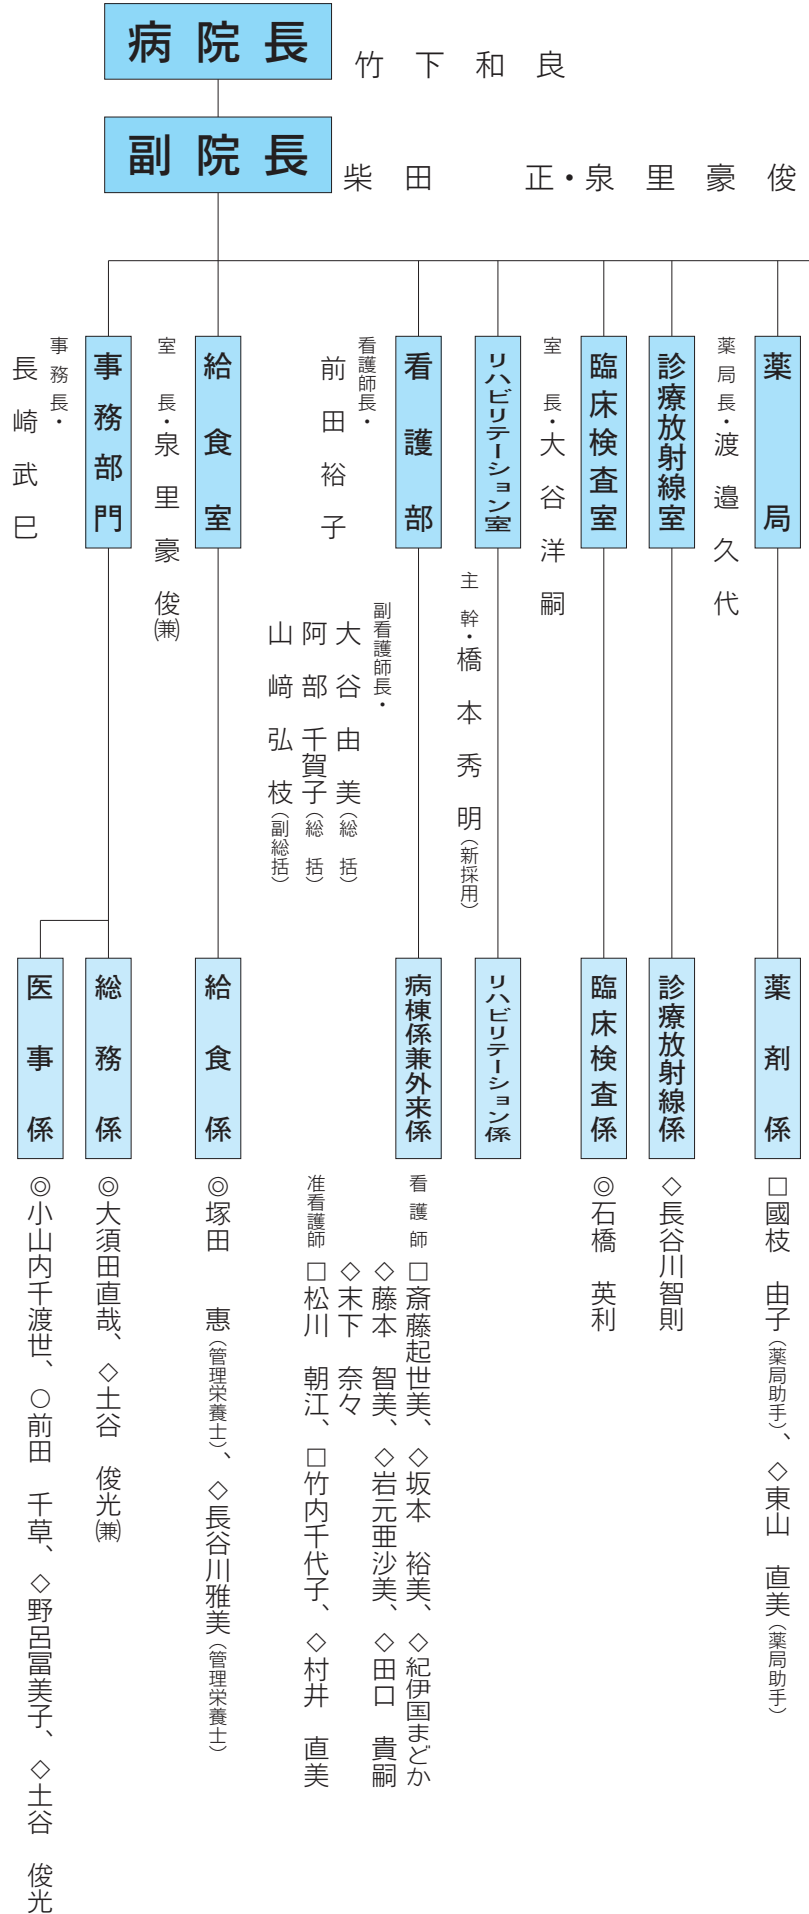 病院長
竹下和良
副院長
柴田　正・泉里豪俊
薬局
薬局長・渡邉久代
診療放射線室
臨床検査室
室長・大谷洋嗣
リハビリテーション室
主幹・橋本秀明（新採用）
看護部
看護師長・
前田裕子
副看護師長・
大谷由美（総括）
阿部千賀子（総括）
山﨑弘枝（副総括）
給食室
室長・泉里豪俊㈱兼
事務部門
事務長・
長崎武巳
薬剤係
□國枝　由子（薬局助手）、◇東山　直美（薬局助手）
診療放射線係
◇長谷川智則
臨床検査係
◎石橋　英利
リハビリテーション係
病棟係兼外来係
看護師　□斎藤起世美、◇坂本　裕美、◇紀伊国まどか
◇藤本　智美、◇岩元亜沙美、◇田口　貴嗣
◇末下　奈々
准看護師　□松川　朝江、□竹内千代子、◇村井　直美
給食係
◎塚田　惠（管理栄養士）、◇長谷川雅美（管理栄養士）
総務係
◎大須田直哉、◇土谷　俊光(兼)
医事係
◎小山内千渡世、○前田　千草、◇野呂冨美子、◇土谷　俊光